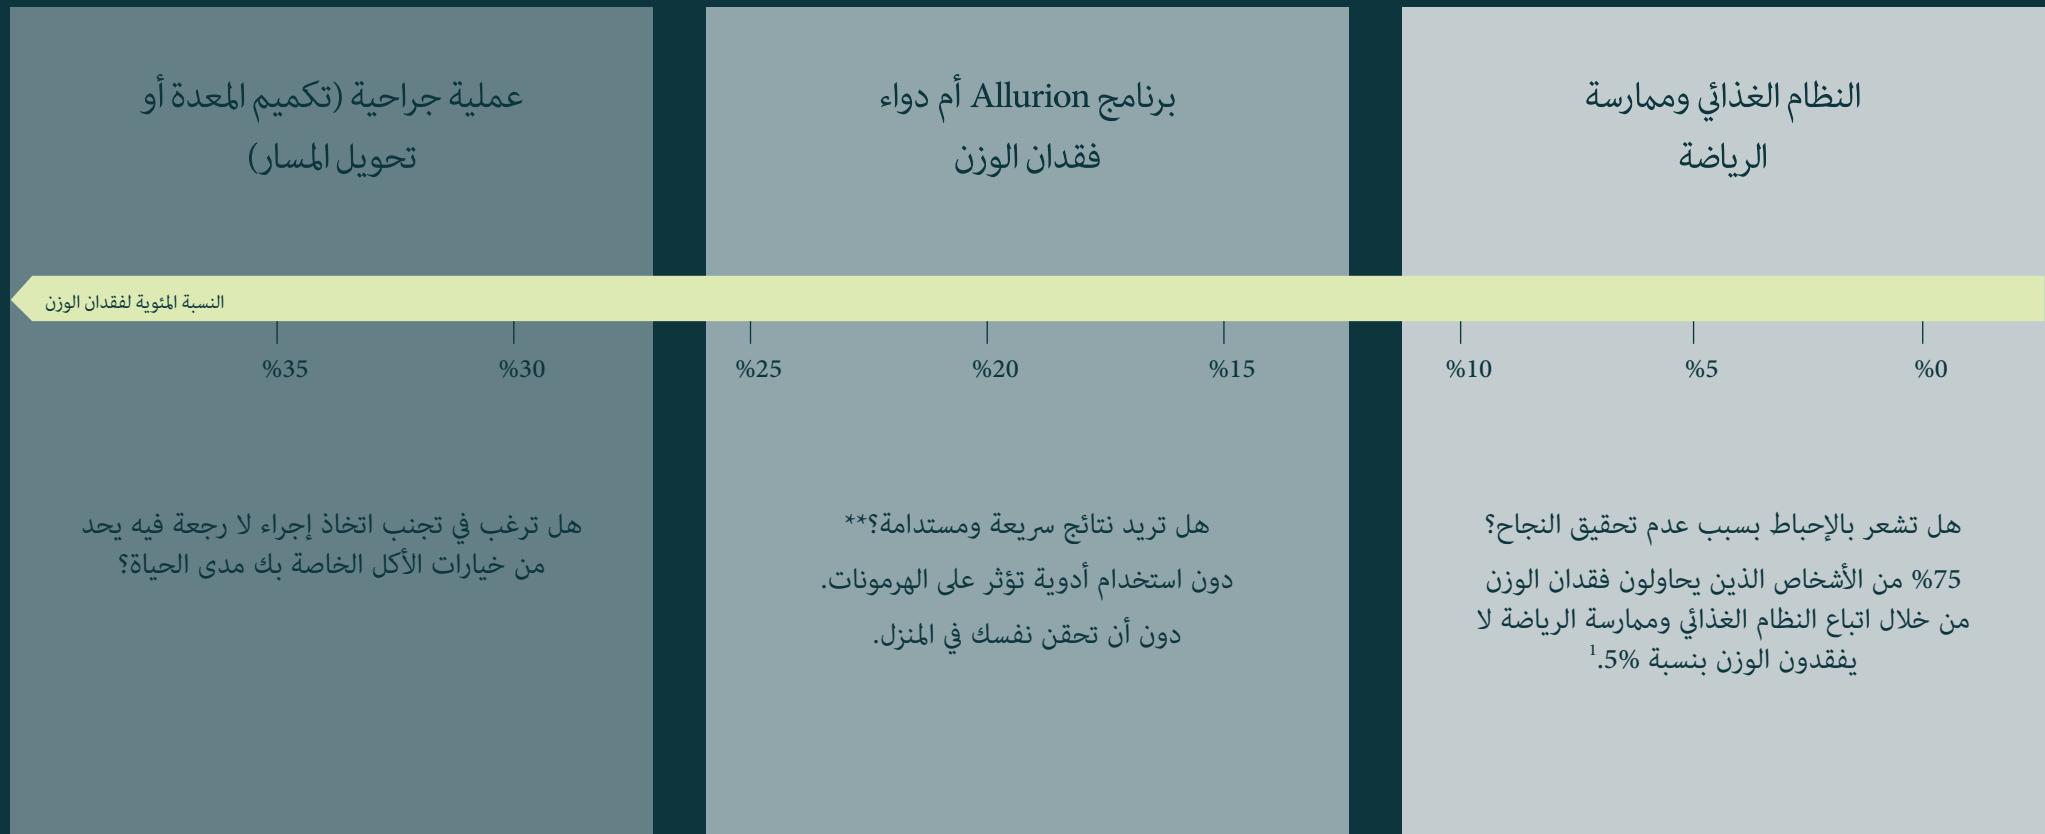 النظام الغذائي وممارسة
الرياضة
برنامج Allurion أم دواء
فقدان الوزن
عملية جراحية (تكميم المعدة أو
تحويل المسار)
النسبة المئوية لفقدان الوزن
%0
%5
%10
%15
%20
%25
%30
%35
هل تشعر بالإحباط بسبب عدم تحقيق النجاح؟
75% من الأشخاص الذين يحاولون فقدان الوزن
من خلال اتباع النظام الغذائي وممارسة الرياضة لا
يفقدون الوزن بنسبة 5%.¹
هل تريد نتائج سريعة ومستدامة؟**
دون استخدام أدوية تؤثر على الهرمونات.
دون أن تحقن نفسك في المنزل.
هل ترغب في تجنب اتخاذ إجراء لا رجعة فيه يحد
من خيارات الأكل الخاصة بك مدى الحياة؟